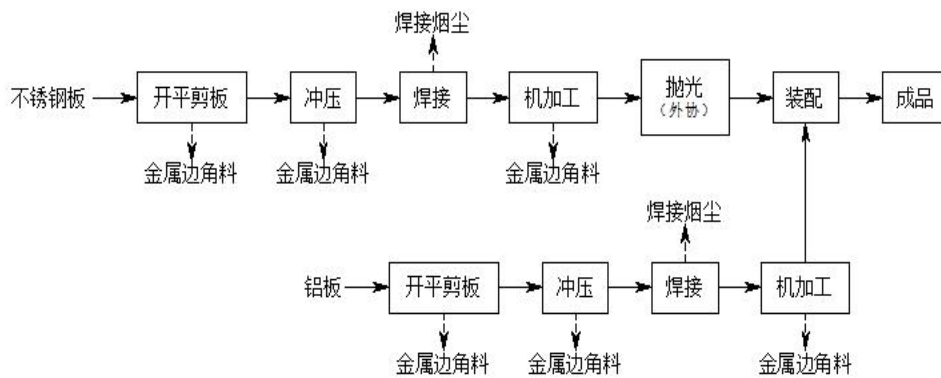 焊接烟尘
不锈钢板 开平剪板 冲压 焊接 机加工 抛光 装配 成品
（外协）
金属边角料 金属边角料 金属边角料
焊接烟尘
铝板 开平剪板 冲压 焊接 机加工
金属边角料 金属边角料 金属边角料